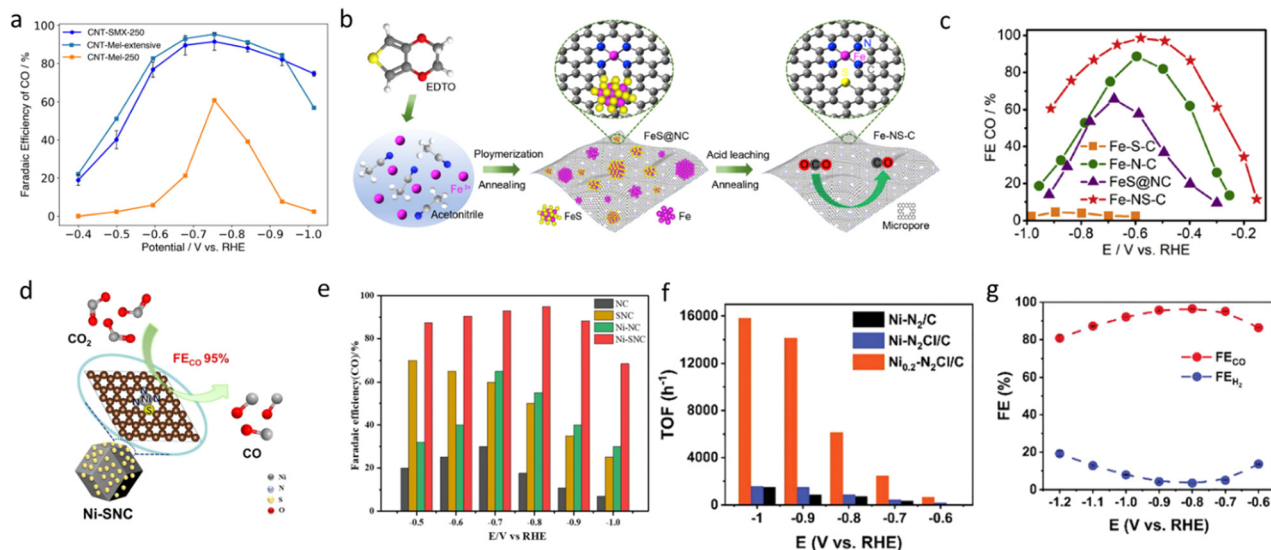 a
100
80
60
40
20
0
Faradaic Efficiency of CO / %
CNT-SMX-250
CNT-Mel-extensive
CNT-Mel-250
-0.4 -0.5 -0.6 -0.7 -0.8 -0.9 -1.0
Potential / V vs. RHE
b
EDTO
Fe³⁺
Acetonitrile
Ploymerization
Annealing
FeS@NC
FeS
Fe
Acid leaching
Annealing
N
Fe
S
C
Fe-NS-C
OCO
CO
Micropore
c
100
80
60
40
20
0
FE CO / %
Fe-S-C
Fe-N-C
FeS@NC
Fe-NS-C
-1.0 -0.8 -0.6 -0.4 -0.2
E / V vs. RHE
d
CO₂
FECO 95%
N
Ni
N
N
S
CO
Ni-SNC
Ni
N
S
O
e
100
80
60
40
20
0
Faradaic efficiency(CO)/%
NC
SNC
Ni-NC
Ni-SNC
-0.5 -0.6 -0.7 -0.8 -0.9 -1.0
E/V vs RHE
f
16000
12000
8000
4000
0
TOF (h⁻¹)
Ni-N₂/C
Ni-N₂Cl/C
Ni₀.₂-N₂Cl/C
-1 -0.9 -0.8 -0.7 -0.6
E (V vs. RHE)
g
100
80
60
40
20
0
FE (%)
FECO
FEH₂
-1.2 -1.1 -1.0 -0.9 -0.8 -0.7 -0.6
E (V vs. RHE)